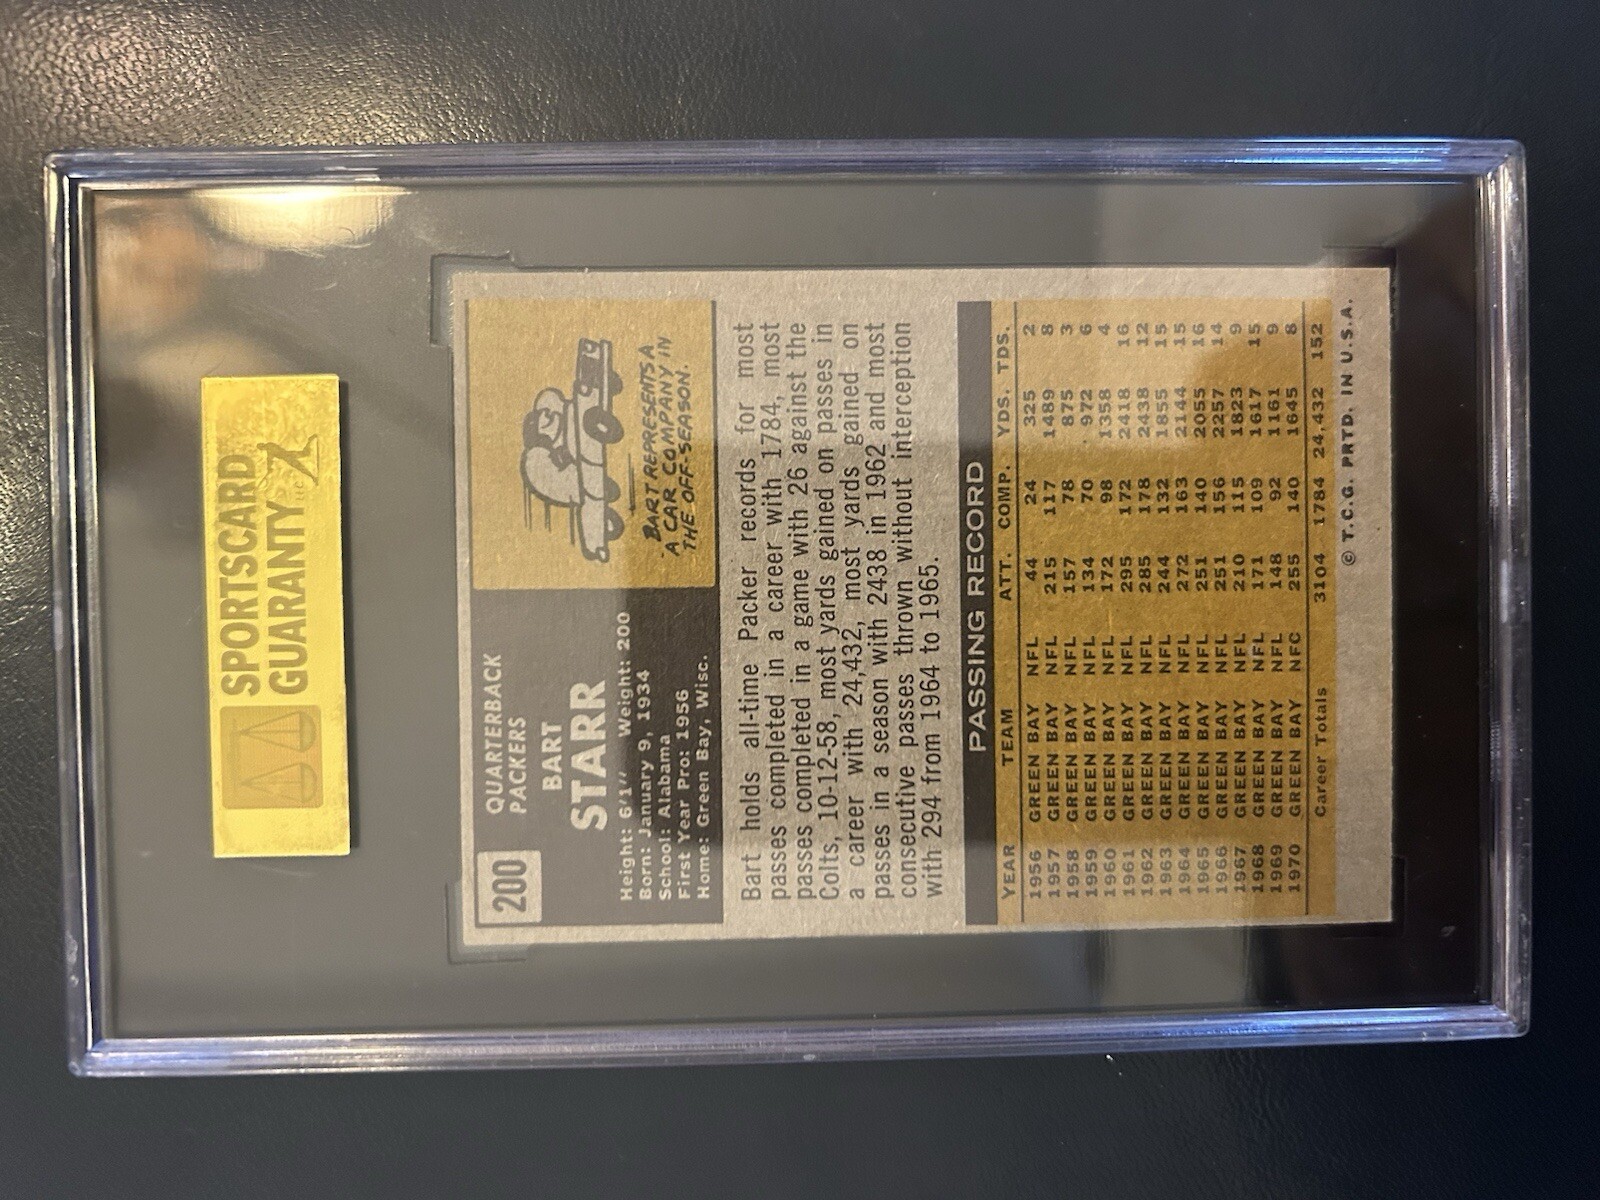 SPORTSCARD
GUARANTY LLC
200
QUARTERBACK
PACKERS
BART
STARR
Height: 6'1" Weight: 200
Born: January 9, 1934
School: Alabama
First Year Pro: 1956
Home: Green Bay, Wisc.
BART REPRESENTS A
CAR COMPANY IN
THE OFF-SEASON.
Bart holds all-time Packer records for most
passes completed in a career with 1784, most
passes completed in a game with 26 against the
Colts, 10-12-58, most yards gained on passes in
a career with 24,432, most yards gained on
passes in a season with 2438 in 1962 and most
consecutive passes thrown without interception
with 294 from 1964 to 1965.
PASSING RECORD
YEAR TEAM ATT. COMP. YDS. TDS.
1956 GREEN BAY NFL 44 24 325 2
1957 GREEN BAY NFL 215 117 1489 8
1958 GREEN BAY NFL 157 78 875 3
1959 GREEN BAY NFL 134 70 972 6
1960 GREEN BAY NFL 172 98 1358 4
1961 GREEN BAY NFL 295 172 2418 16
1962 GREEN BAY NFL 285 178 2438 12
1963 GREEN BAY NFL 244 132 1855 15
1964 GREEN BAY NFL 272 163 2144 15
1965 GREEN BAY NFL 251 140 2055 16
1966 GREEN BAY NFL 251 156 2257 14
1967 GREEN BAY NFL 210 115 1823 9
1968 GREEN BAY NFL 171 109 1617 15
1969 GREEN BAY NFL 148 92 1161 9
1970 GREEN BAY NFC 255 140 1645 8
Career Totals 3104 1784 24,432 152
© T.C.G. PRTD. IN U.S.A.